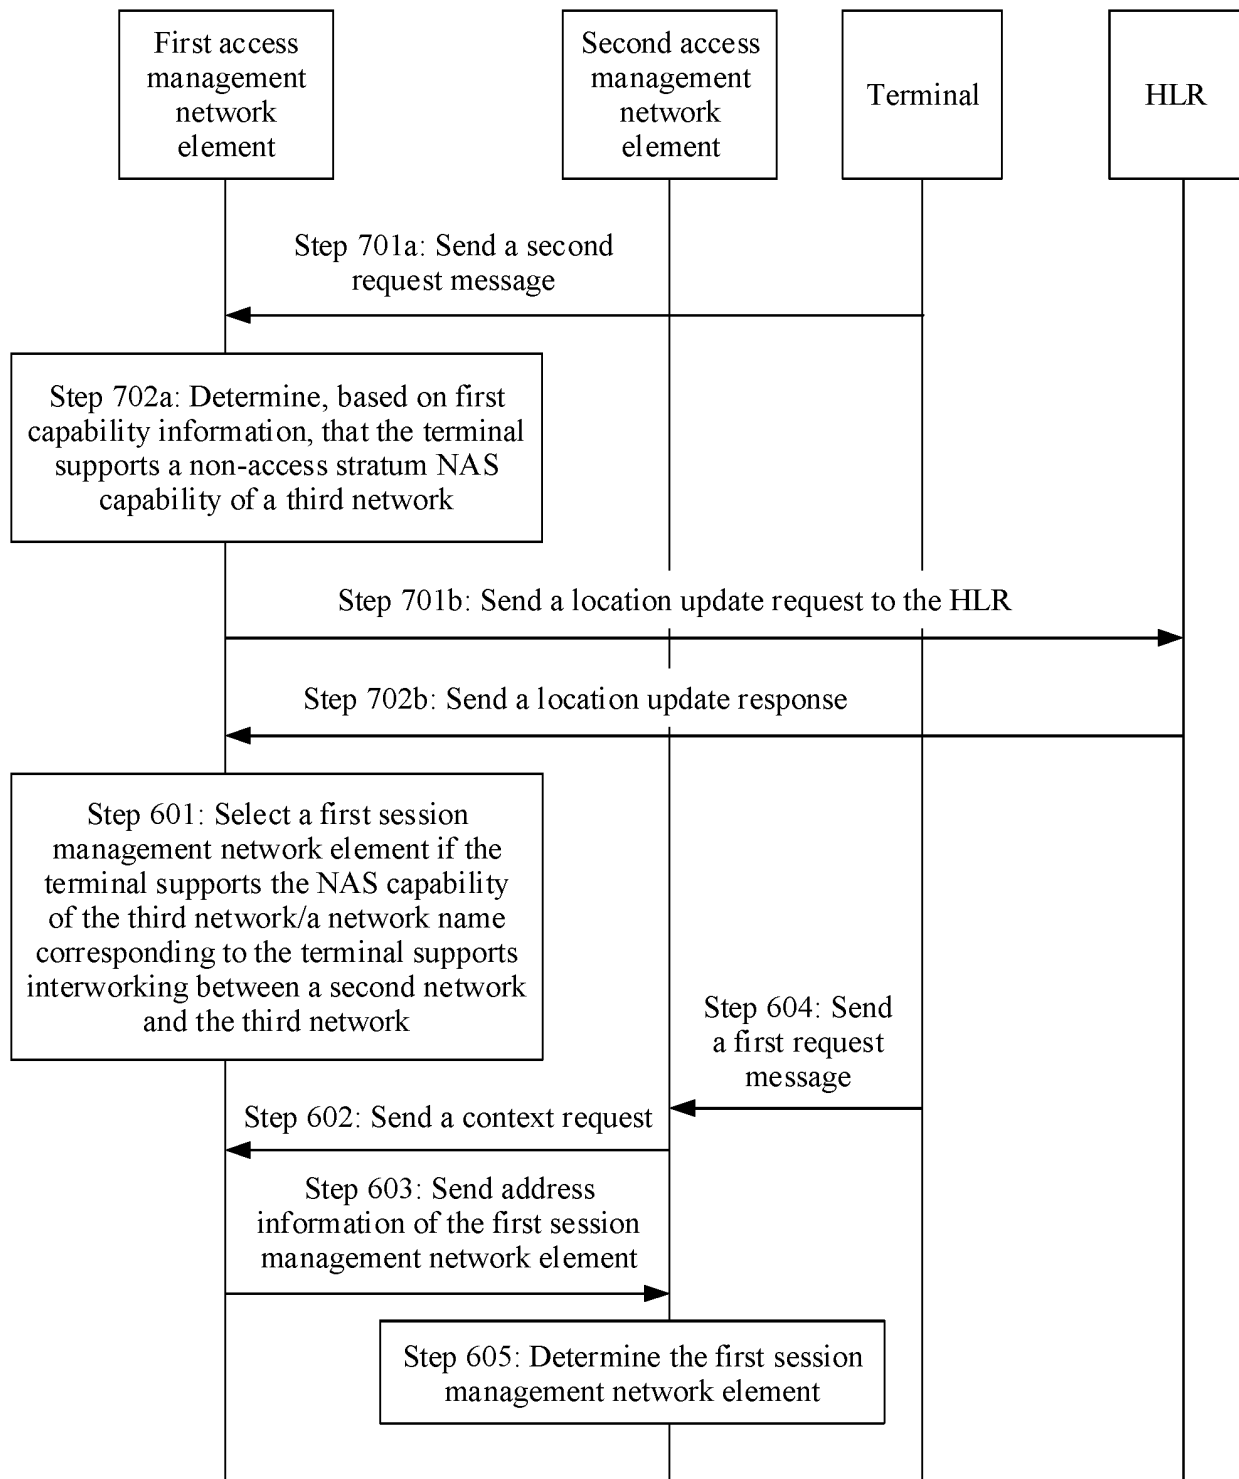 First access
management
network
element
Second access
management
network
element
Terminal
HLR
Step 701a: Send a second
request message
Step 702a: Determine, based on first
capability information, that the terminal
supports a non-access stratum NAS
capability of a third network
Step 701b: Send a location update request to the HLR
Step 702b: Send a location update response
Step 601: Select a first session
management network element if the
terminal supports the NAS capability
of the third network/a network name
corresponding to the terminal supports
interworking between a second network
and the third network
Step 604: Send
a first request
message
Step 602: Send a context request
Step 603: Send address
information of the first session
management network element
Step 605: Determine the first session
management network element